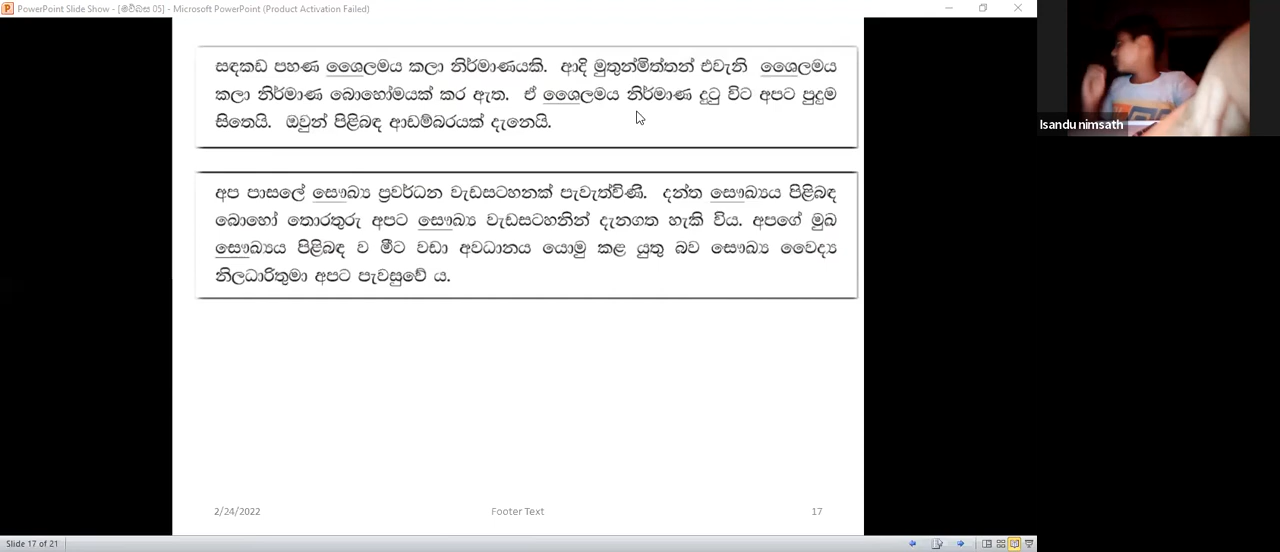 PowerPoint Slide Show - [මව්බස 05] - Microsoft PowerPoint (Product Activation Failed)
සඳකඩ පහණ ශෛලමය කලා නිර්මාණයකි. ආදි මුතුන්මිත්තන් එවැනි ශෛලමය
කලා නිර්මාණ බොහෝමයක් කර ඇත. ඒ ශෛලමය නිර්මාණ දුටු විට අපට පුදුම
සිතෙයි. ඔවුන් පිළිබඳ ආඩම්බරයක් දැනෙයි.
Isandu nimsath
අප පාසලේ සෞඛ්‍ය ප්‍රවර්ධන වැඩසටහනක් පැවැත්විණි. දන්ත සෞඛ්‍යය පිළිබඳ
බොහෝ තොරතුරු අපට සෞඛ්‍ය වැඩසටහනින් දැනගත හැකි විය. අපගේ මුඛ
සෞඛ්‍යය පිළිබඳ ව මීට වඩා අවධානය යොමු කළ යුතු බව සෞඛ්‍ය වෛද්‍ය
නිලධාරිතුමා අපට පැවසුවේ ය.
2/24/2022 Footer Text 17
Slide 17 of 21